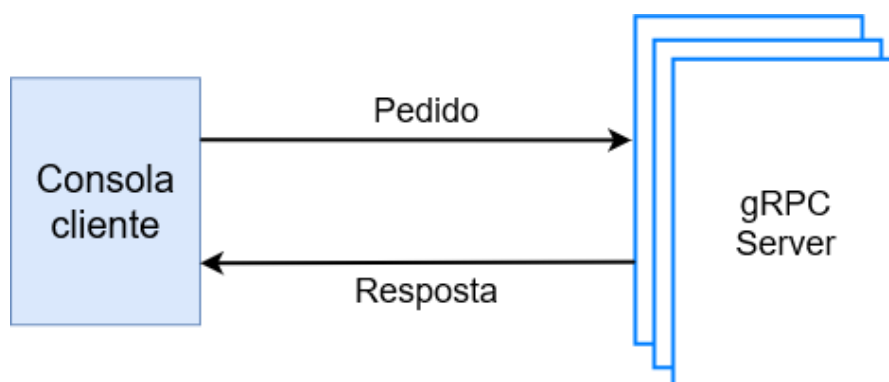 Pedido
Consola
cliente
gRPC
Server
Resposta